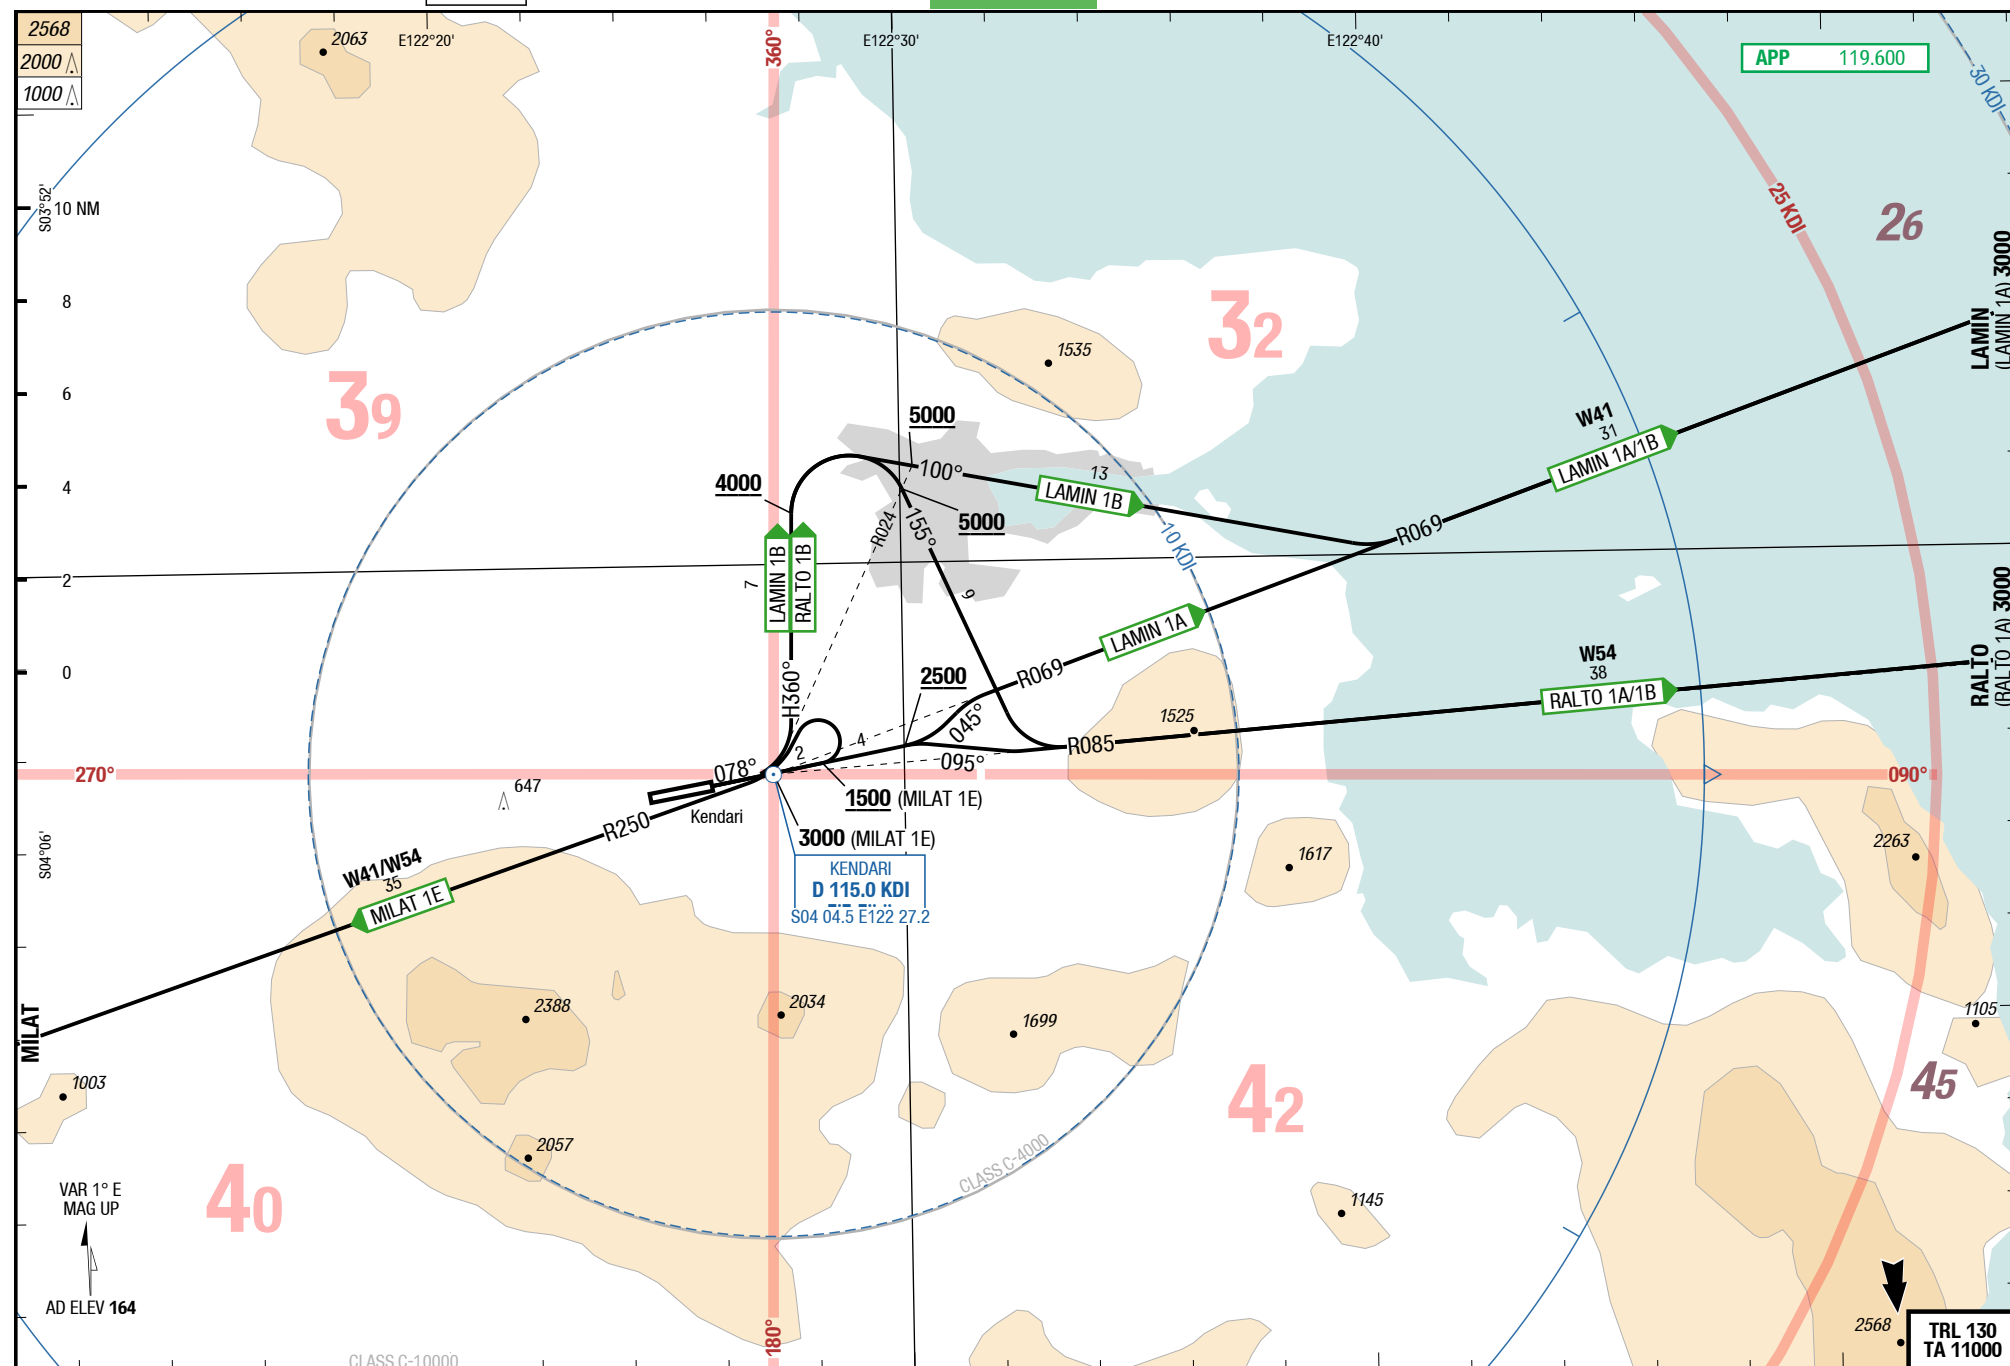 2568
2000
1000
2063
E122°20'
360°
E122°30'
E122°40'
APP 119.600
30 KDI
25 KDI
26
S03°52'
10 NM
8
6
4
2
0
39
32
1535
LAMIN
(LAMIN 1A) 3000
W41
31
LAMIN 1A/1B
5000
100°
13
LAMIN 1B
4000
R024
155°
5000
10 KDI
R069
7
LAMIN 1B
RALTO 1B
9
LAMIN 1A
RALTO
(RALTO 1A) 3000
W54
38
RALTO 1A/1B
H360°
2500
R069
045°
1525
2
4
R085
095°
270°
078°
090°
647
1500 (MILAT 1E)
Kendari
R250
3000 (MILAT 1E)
KENDARI
D 115.0 KDI
S04 04.5 E122 27.2
S04°06'
W41/W54
35
MILAT 1E
1617
2263
MILAT
2388
2034
1699
1105
1003
42
45
2057
CLASS C-4000
40
1145
VAR 1° E
MAG UP
AD ELEV 164
180°
CLASS C-10000
2568
TRL 130
TA 11000